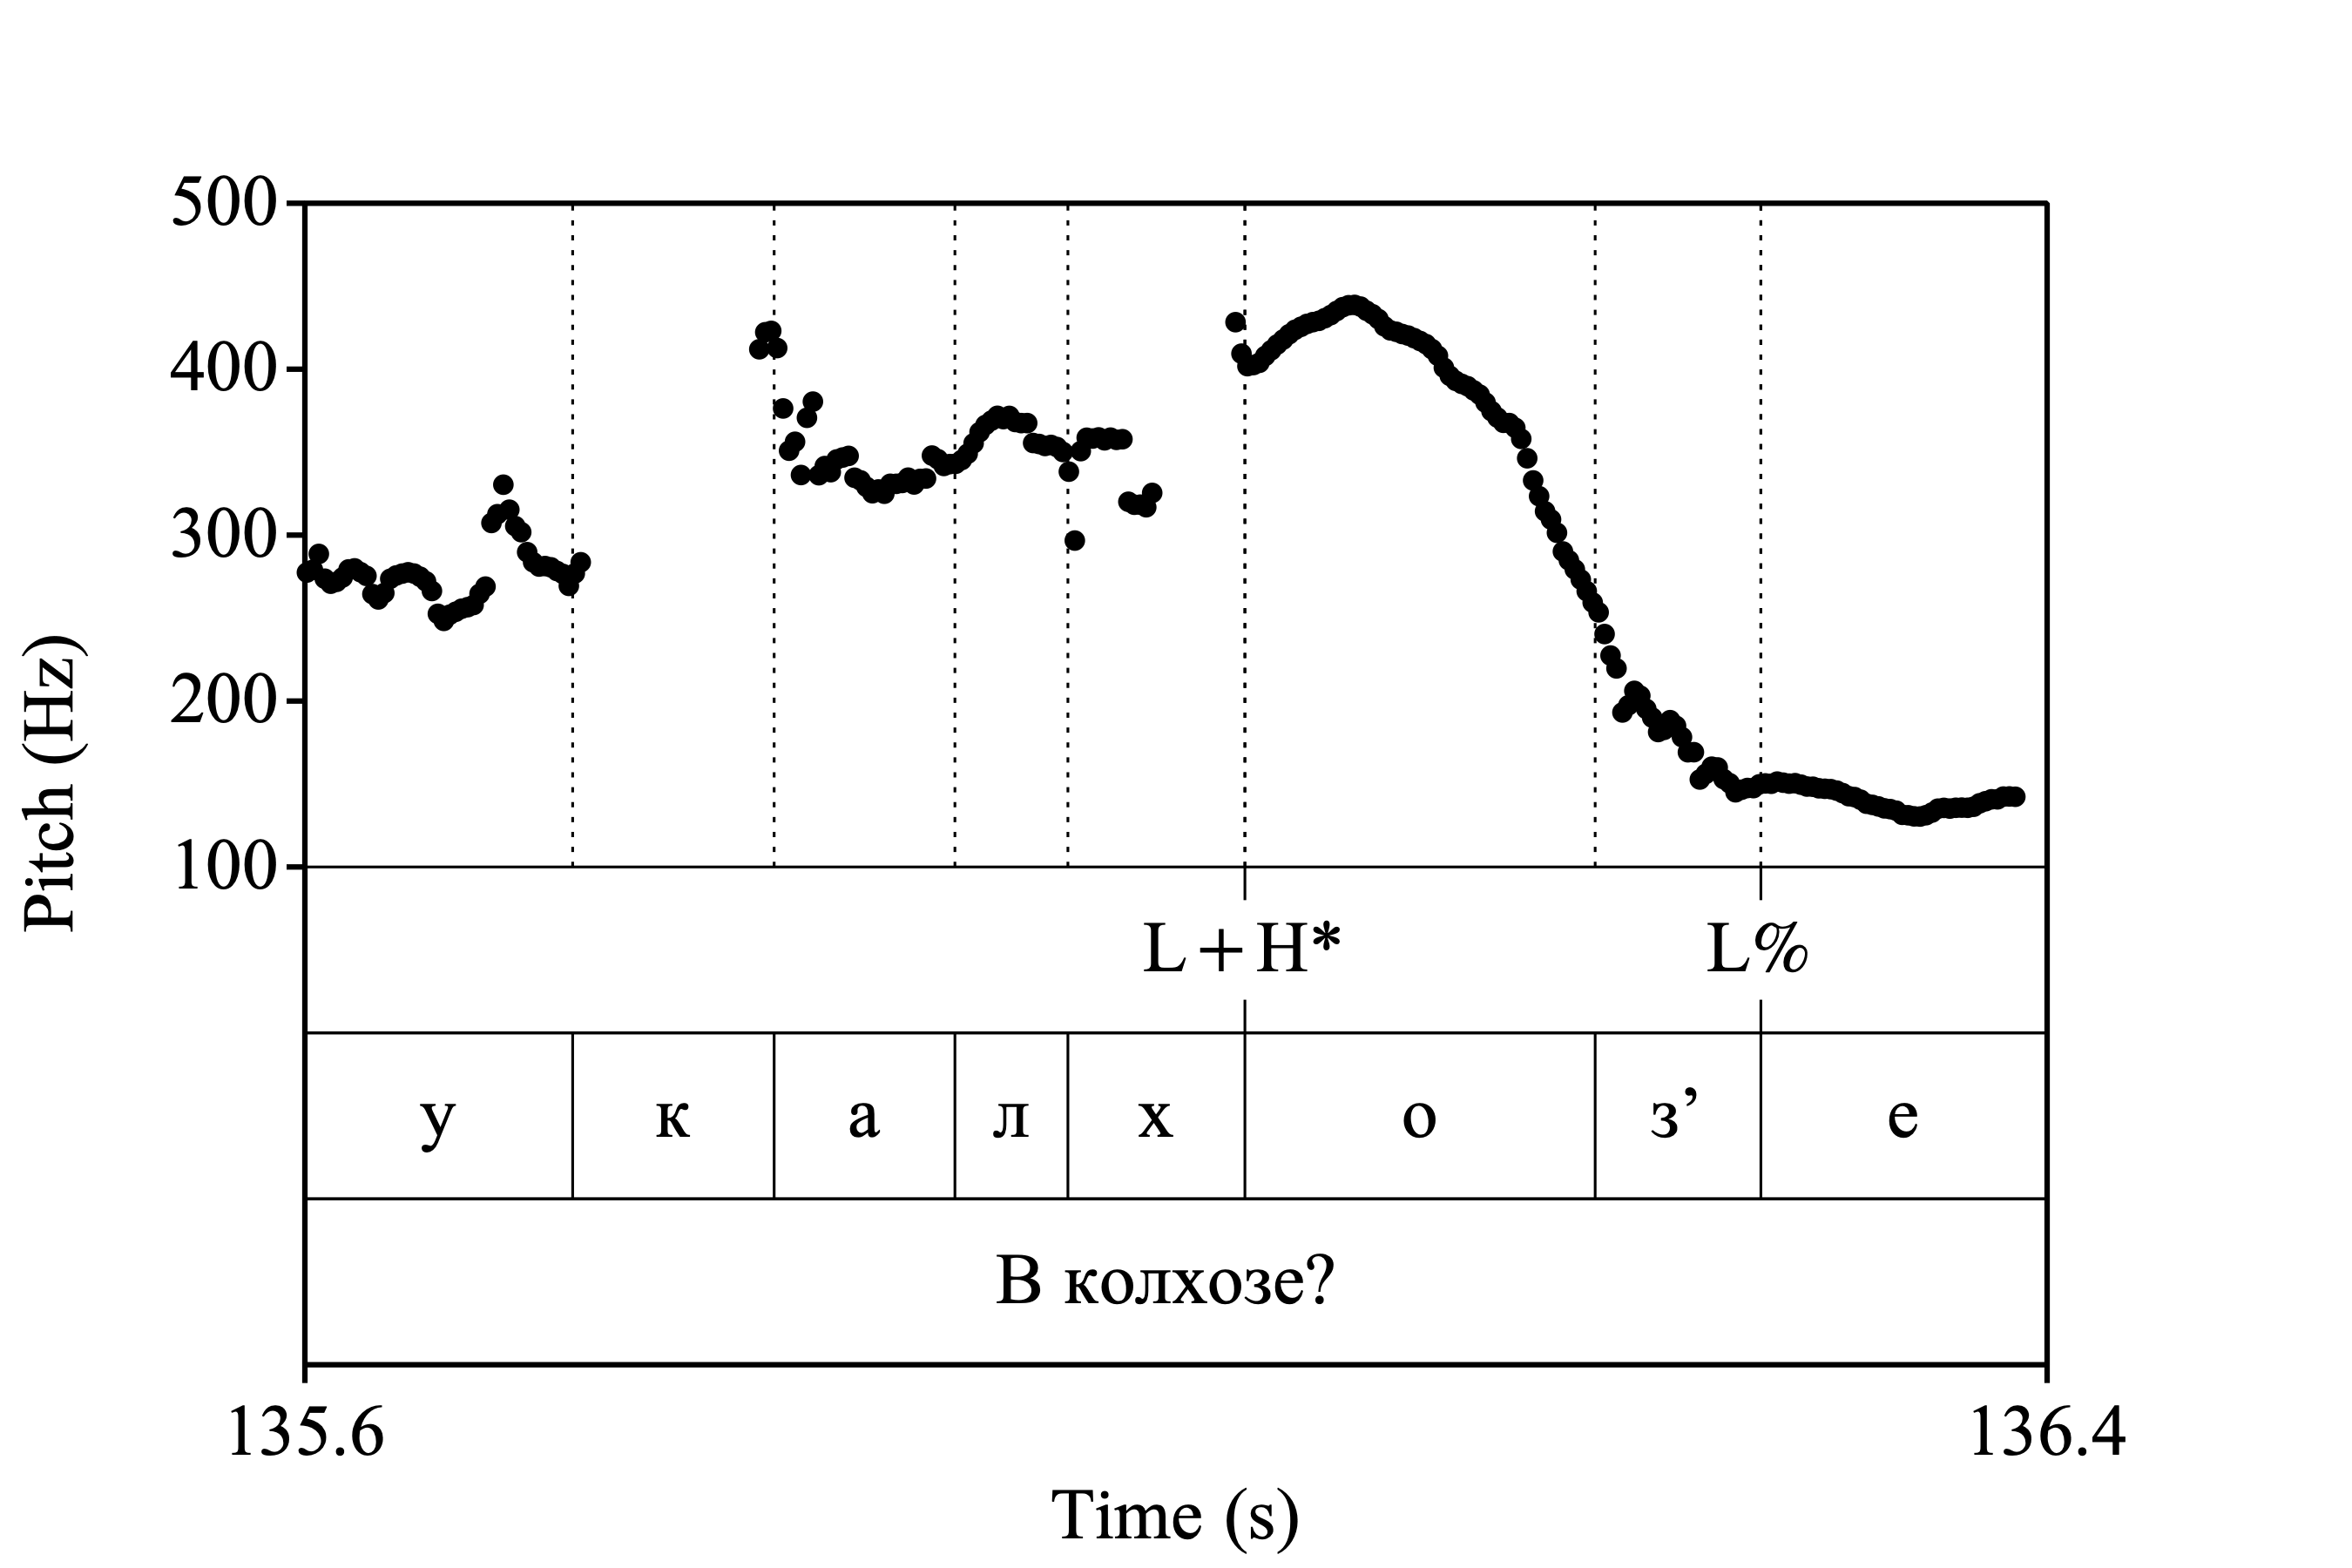 500
400
300
200
100
Pitch (Hz)
L+H* L%
у к а л х о з’ е
В колхозе?
135.6 136.4
Time (s)